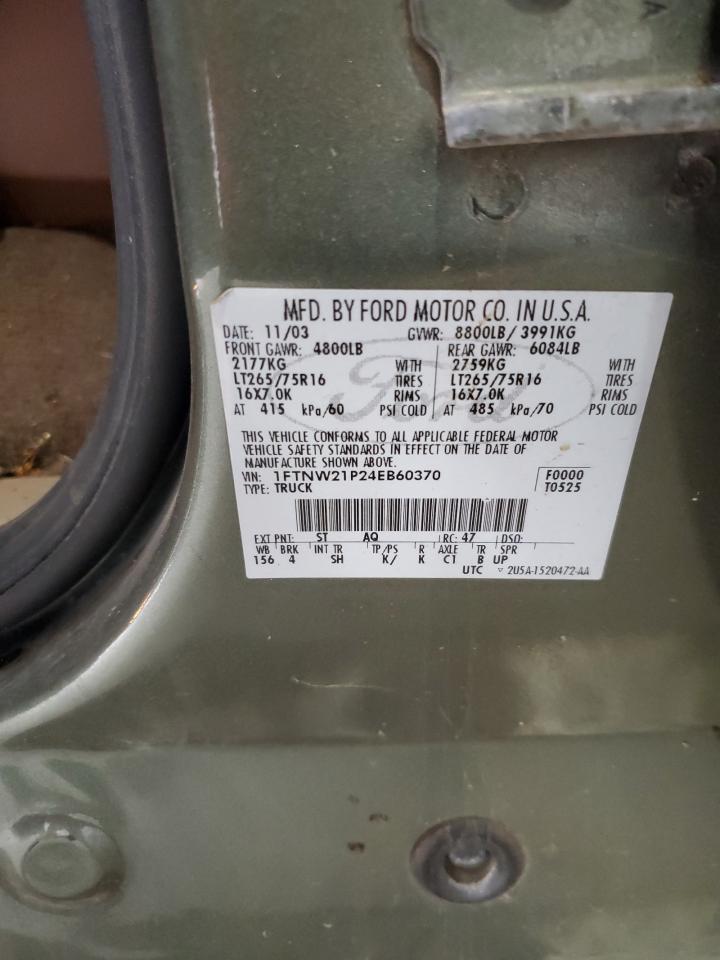 MFD. BY FORD MOTOR CO. IN U.S.A.
DATE: 11/03 GVWR: 8800LB/ 3991KG
FRONT GAWR: 4800LB REAR GAWR: 6084LB
2177KG WITH 2759KG WITH
LT265/75R16 TIRES LT265/75R16 TIRES
16X7.0K RIMS 16X7.0K RIMS
AT 415 kPa/60 PSI COLD AT 485 kPa/70 PSI COLD
Ford
THIS VEHICLE CONFORMS TO ALL APPLICABLE FEDERAL MOTOR
VEHICLE SAFETY STANDARDS IN EFFECT ON THE DATE OF
MANUFACTURE SHOWN ABOVE.
VIN: 1FTNW21P24EB60370 F0000
TYPE: TRUCK T0525
EXT PNT: ST AQ RC: 47 DSO:
WB BRK INT TR TP/PS R AXLE TR SPR
156 4 SH K/ K C1 B UP
UTC ▽ 2U5A-1520472-AA